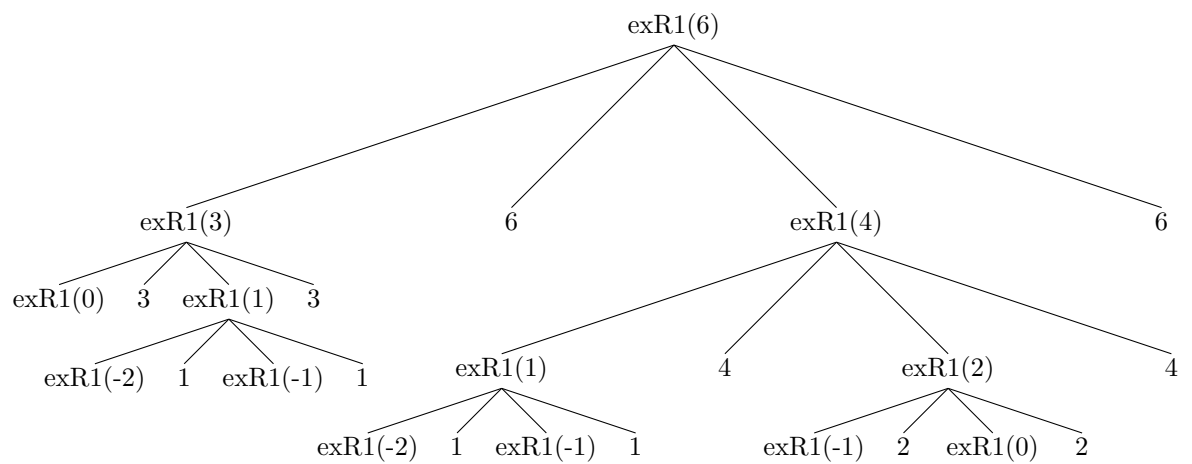 exR1(6)
exR1(3) 6 exR1(4) 6
exR1(0) 3 exR1(1) 3
exR1(-2) 1 exR1(-1) 1 exR1(1) 4 exR1(2) 4
exR1(-2) 1 exR1(-1) 1 exR1(-1) 2 exR1(0) 2